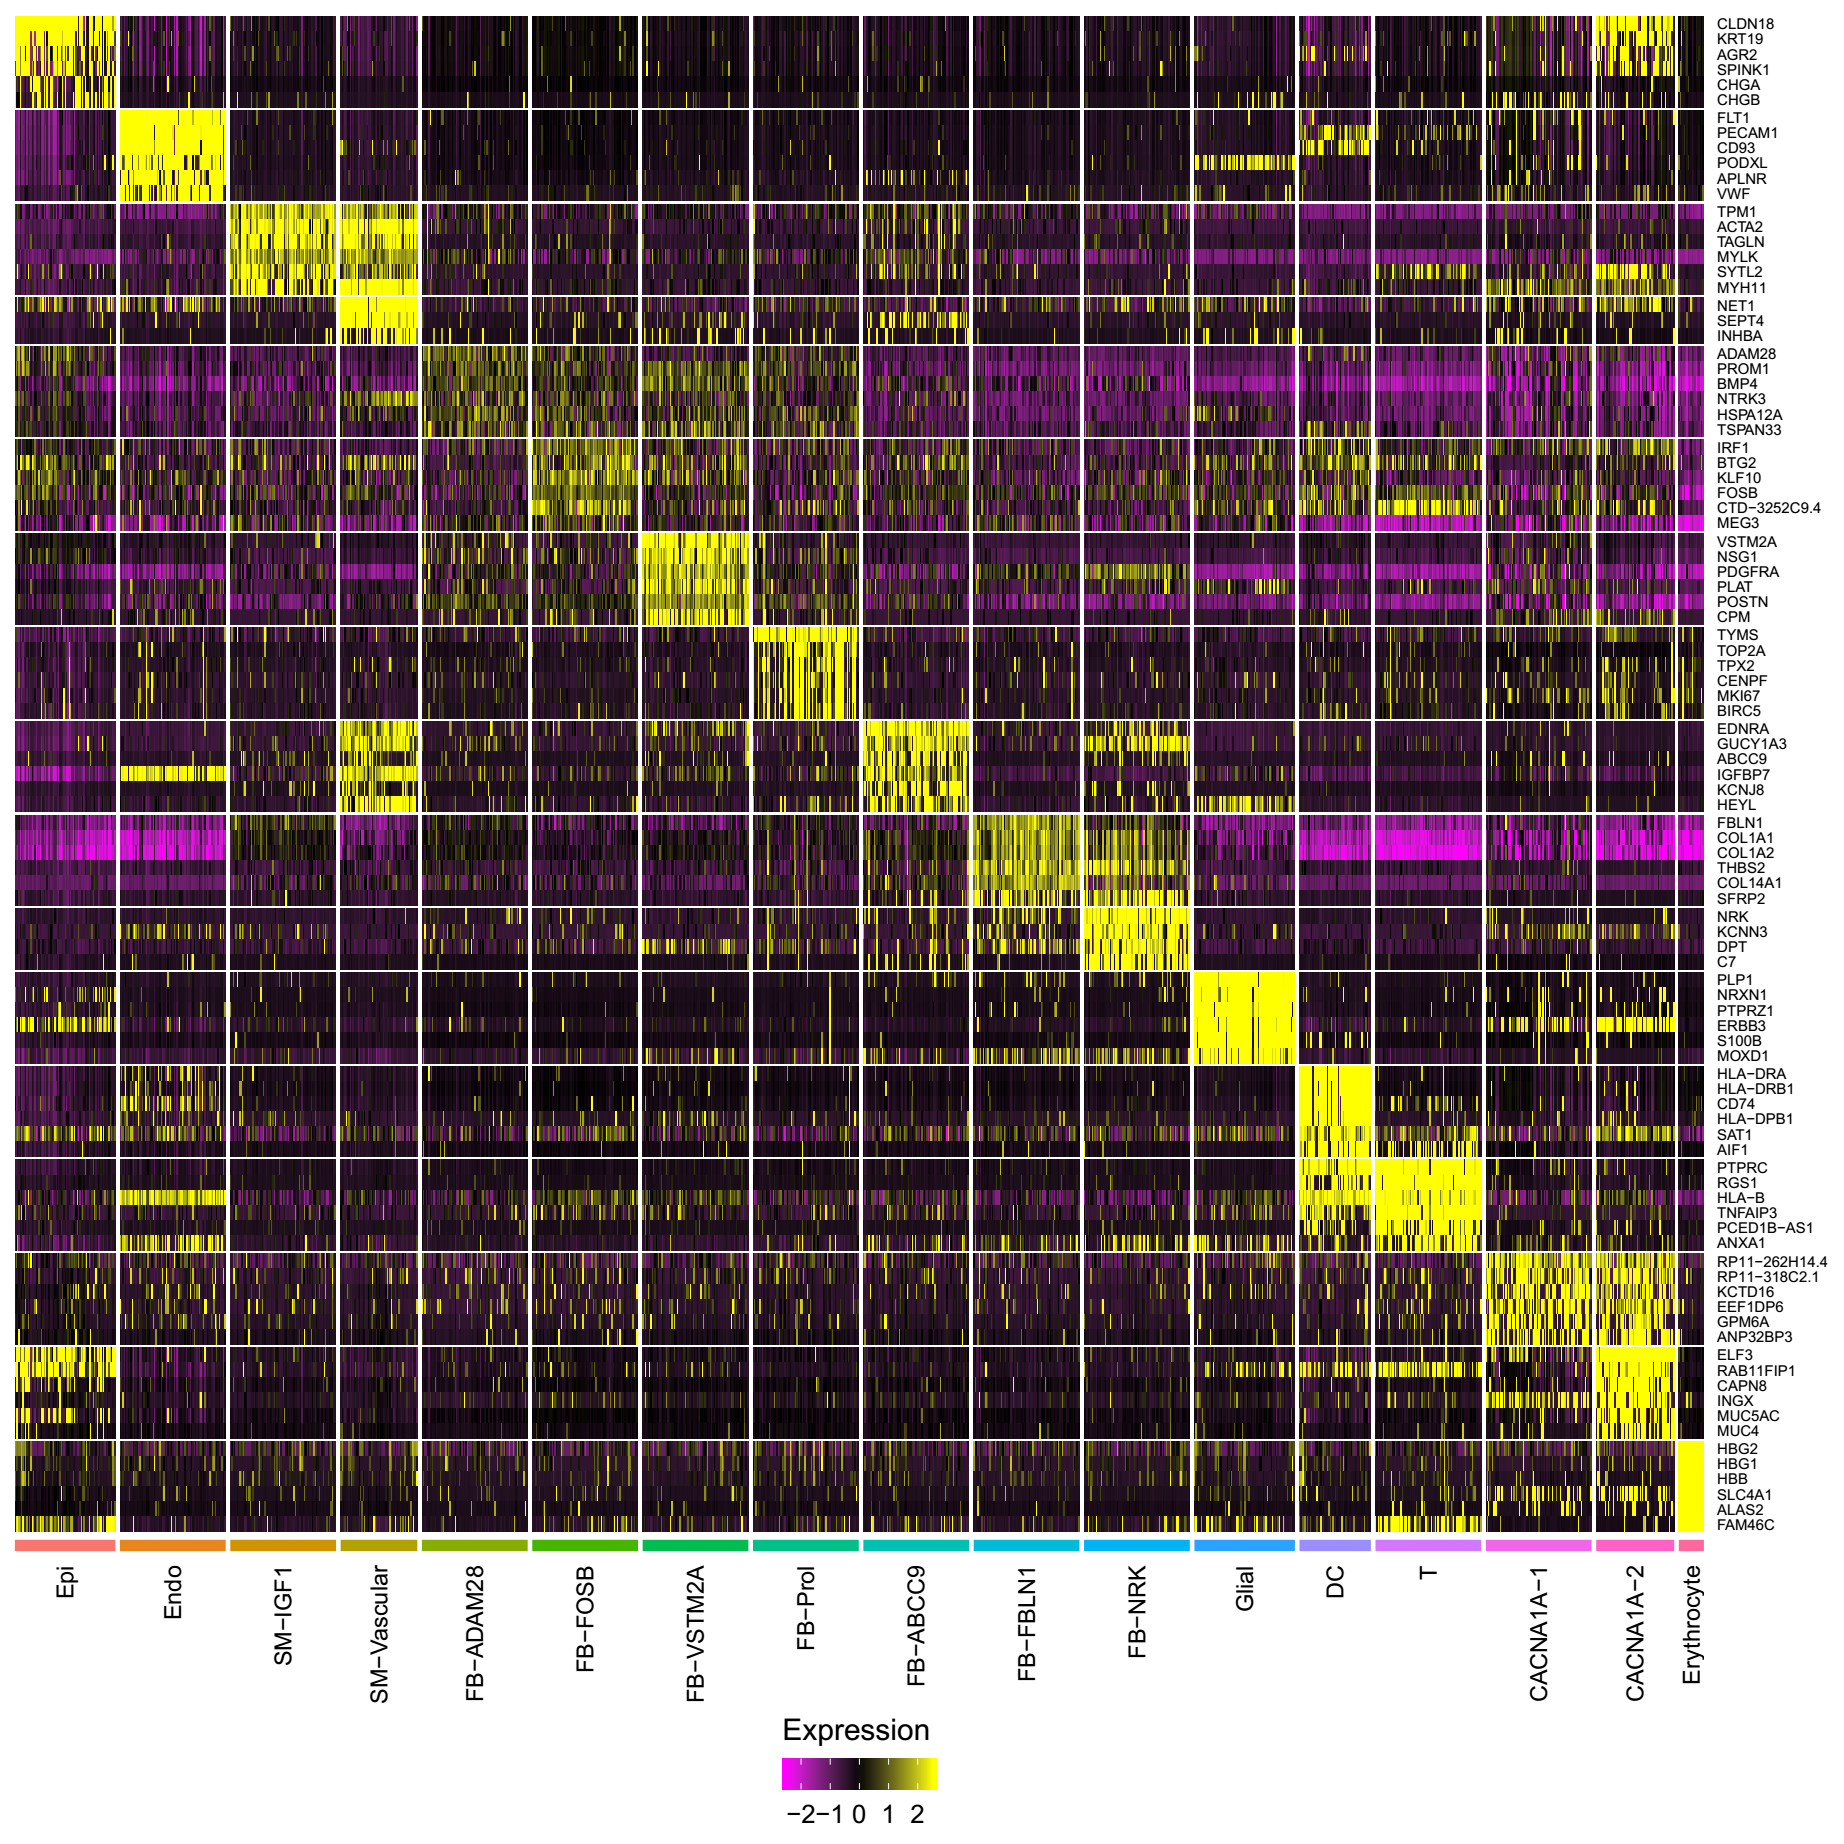 CLDN18
KRT19
AGR2
SPINK1
CHGA
CHGB
FLT1
PECAM1
CD93
PODXL
APLNR
VWF
TPM1
ACTA2
TAGLN
MYLK
SYTL2
MYH11
NET1
SEPT4
INHBA
ADAM28
PROM1
BMP4
NTRK3
HSPA12A
TSPAN33
IRF1
BTG2
KLF10
FOSB
CTD−3252C9.4
MEG3
VSTM2A
NSG1
PDGFRA
PLAT
POSTN
CPM
TYMS
TOP2A
TPX2
CENPF
MKI67
BIRC5
EDNRA
GUCY1A3
ABCC9
IGFBP7
KCNJ8
HEYL
FBLN1
COL1A1
COL1A2
THBS2
COL14A1
SFRP2
NRK
KCNN3
DPT
C7
PLP1
NRXN1
PTPRZ1
ERBB3
S100B
MOXD1
HLA−DRA
HLA−DRB1
CD74
HLA−DPB1
SAT1
AIF1
PTPRC
RGS1
HLA−B
TNFAIP3
PCED1B−AS1
ANXA1
RP11−262H14.4
RP11−318C2.1
KCTD16
EEF1DP6
GPM6A
ANP32BP3
ELF3
RAB11FIP1
CAPN8
INGX
MUC5AC
MUC4
HBG2
HBG1
HBB
SLC4A1
ALAS2
FAM46C
Epi
Endo
SM−IGF1
SM−Vascular
FB−ADAM28
FB−FOSB
FB−VSTM2A
FB−Prol
FB−ABCC9
FB−FBLN1
FB−NRK
Glial
DC
T
CACNA1A−1
CACNA1A−2
Erythrocyte
Expression
−2 −1 0 1 2